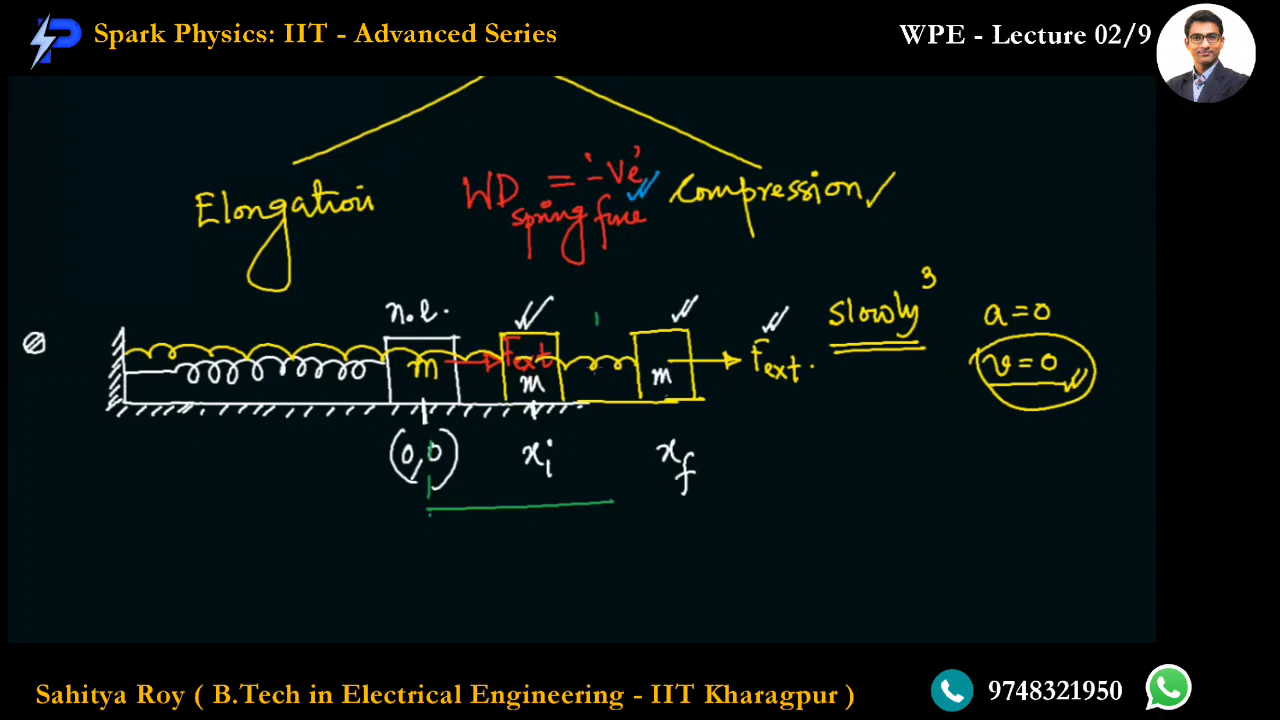 Spark Physics: IIT - Advanced Series
WPE - Lecture 02/9
Elongation
WD spring force = '-ve'
Compression
n.l.
slowly
a=0
v=0
m
Fext
m
m
Fext.
(0,0)
xi
xf
Sahitya Roy ( B.Tech in Electrical Engineering - IIT Kharagpur )
9748321950